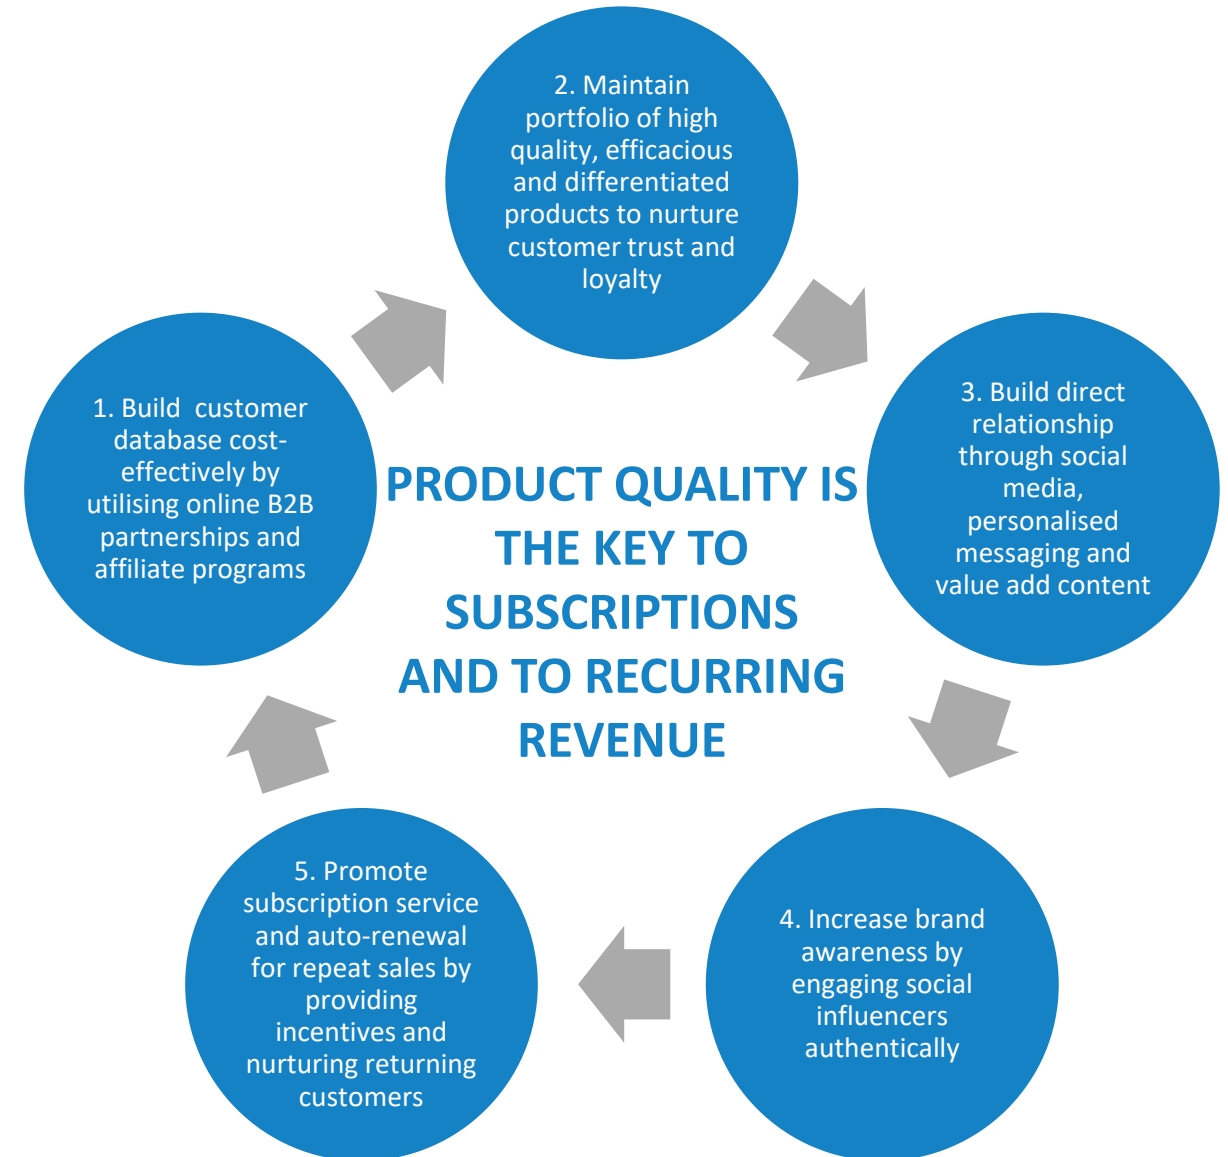 2. Maintain
portfolio of high
quality, efficacious
and differentiated
products to nurture
customer trust and
loyalty
1. Build  customer
database cost-
effectively by
utilising online B2B
partnerships and
affiliate programs
3. Build direct
relationship
through social
media,
personalised
messaging and
value add content
PRODUCT QUALITY IS
THE KEY TO
SUBSCRIPTIONS
AND TO RECURRING
REVENUE
5. Promote
subscription service
and auto-renewal
for repeat sales by
providing
incentives and
nurturing returning
customers
4. Increase brand
awareness by
engaging social
influencers
authentically